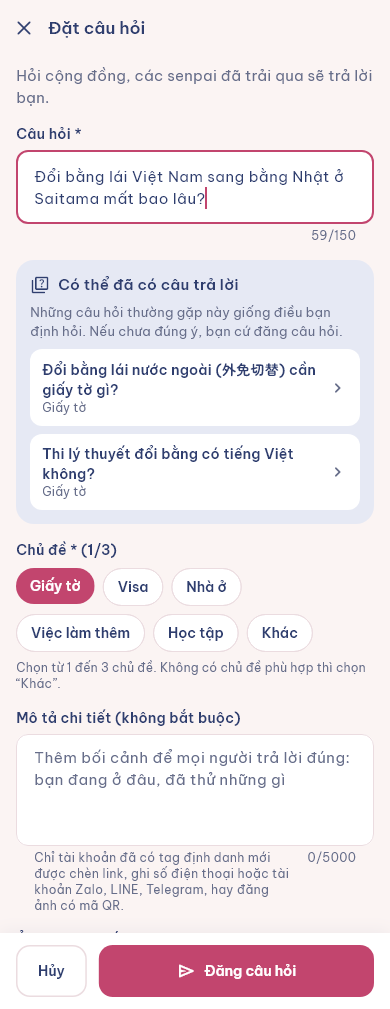 Đặt câu hỏi
Hỏi cộng đồng, các senpai đã trải qua sẽ trả lời
bạn.
Câu hỏi *
Đổi bằng lái Việt Nam sang bằng Nhật ở
Saitama mất bao lâu?
59/150
Có thể đã có câu trả lời
Những câu hỏi thường gặp này giống điều bạn
định hỏi. Nếu chưa đúng ý, bạn cứ đăng câu hỏi.
Đổi bằng lái nước ngoài (外免切替) cần
giấy tờ gì?
Giấy tờ
Thi lý thuyết đổi bằng có tiếng Việt
không?
Giấy tờ
Chủ đề * (1/3)
Giấy tờ
Visa
Nhà ở
Việc làm thêm
Học tập
Khác
Chọn từ 1 đến 3 chủ đề. Không có chủ đề phù hợp thì chọn
“Khác”.
Mô tả chi tiết (không bắt buộc)
Thêm bối cảnh để mọi người trả lời đúng:
bạn đang ở đâu, đã thử những gì
Chỉ tài khoản đã có tag định danh mới
được chèn link, ghi số điện thoại hoặc tài
khoản Zalo, LINE, Telegram, hay đăng
ảnh có mã QR.
0/5000
Hủy
Đăng câu hỏi